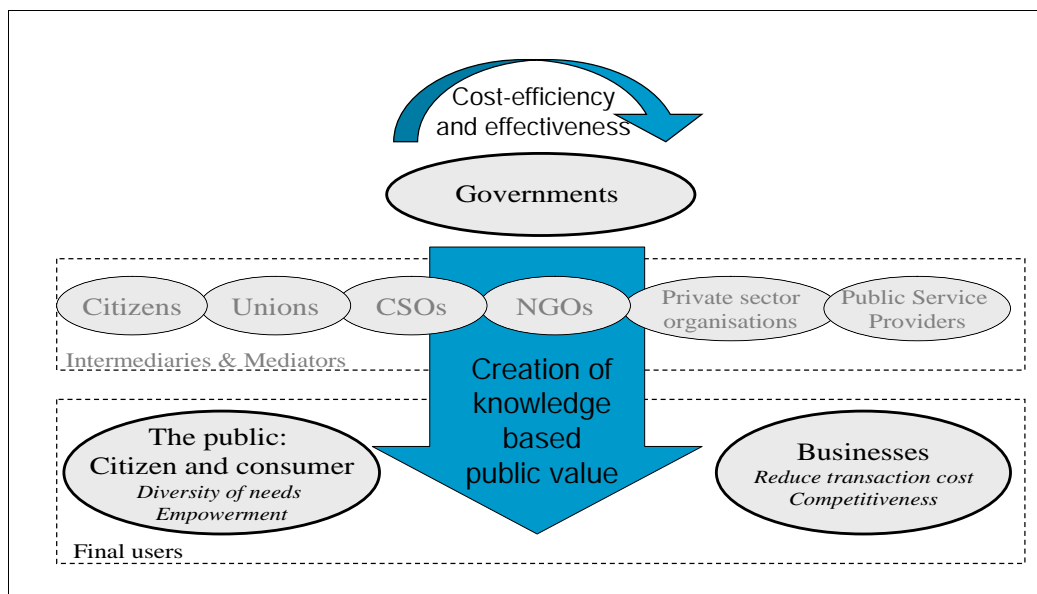 Cost-efficiency
and effectiveness
Governments
Citizens
Unions
CSOs
NGOs
Private sector
organisations
Public Service
Providers
Intermediaries & Mediators
Creation of
knowledge
based
public value
The public:
Citizen and consumer
Diversity of needs
Empowerment
Businesses
Reduce transaction cost
Competitiveness
Final users